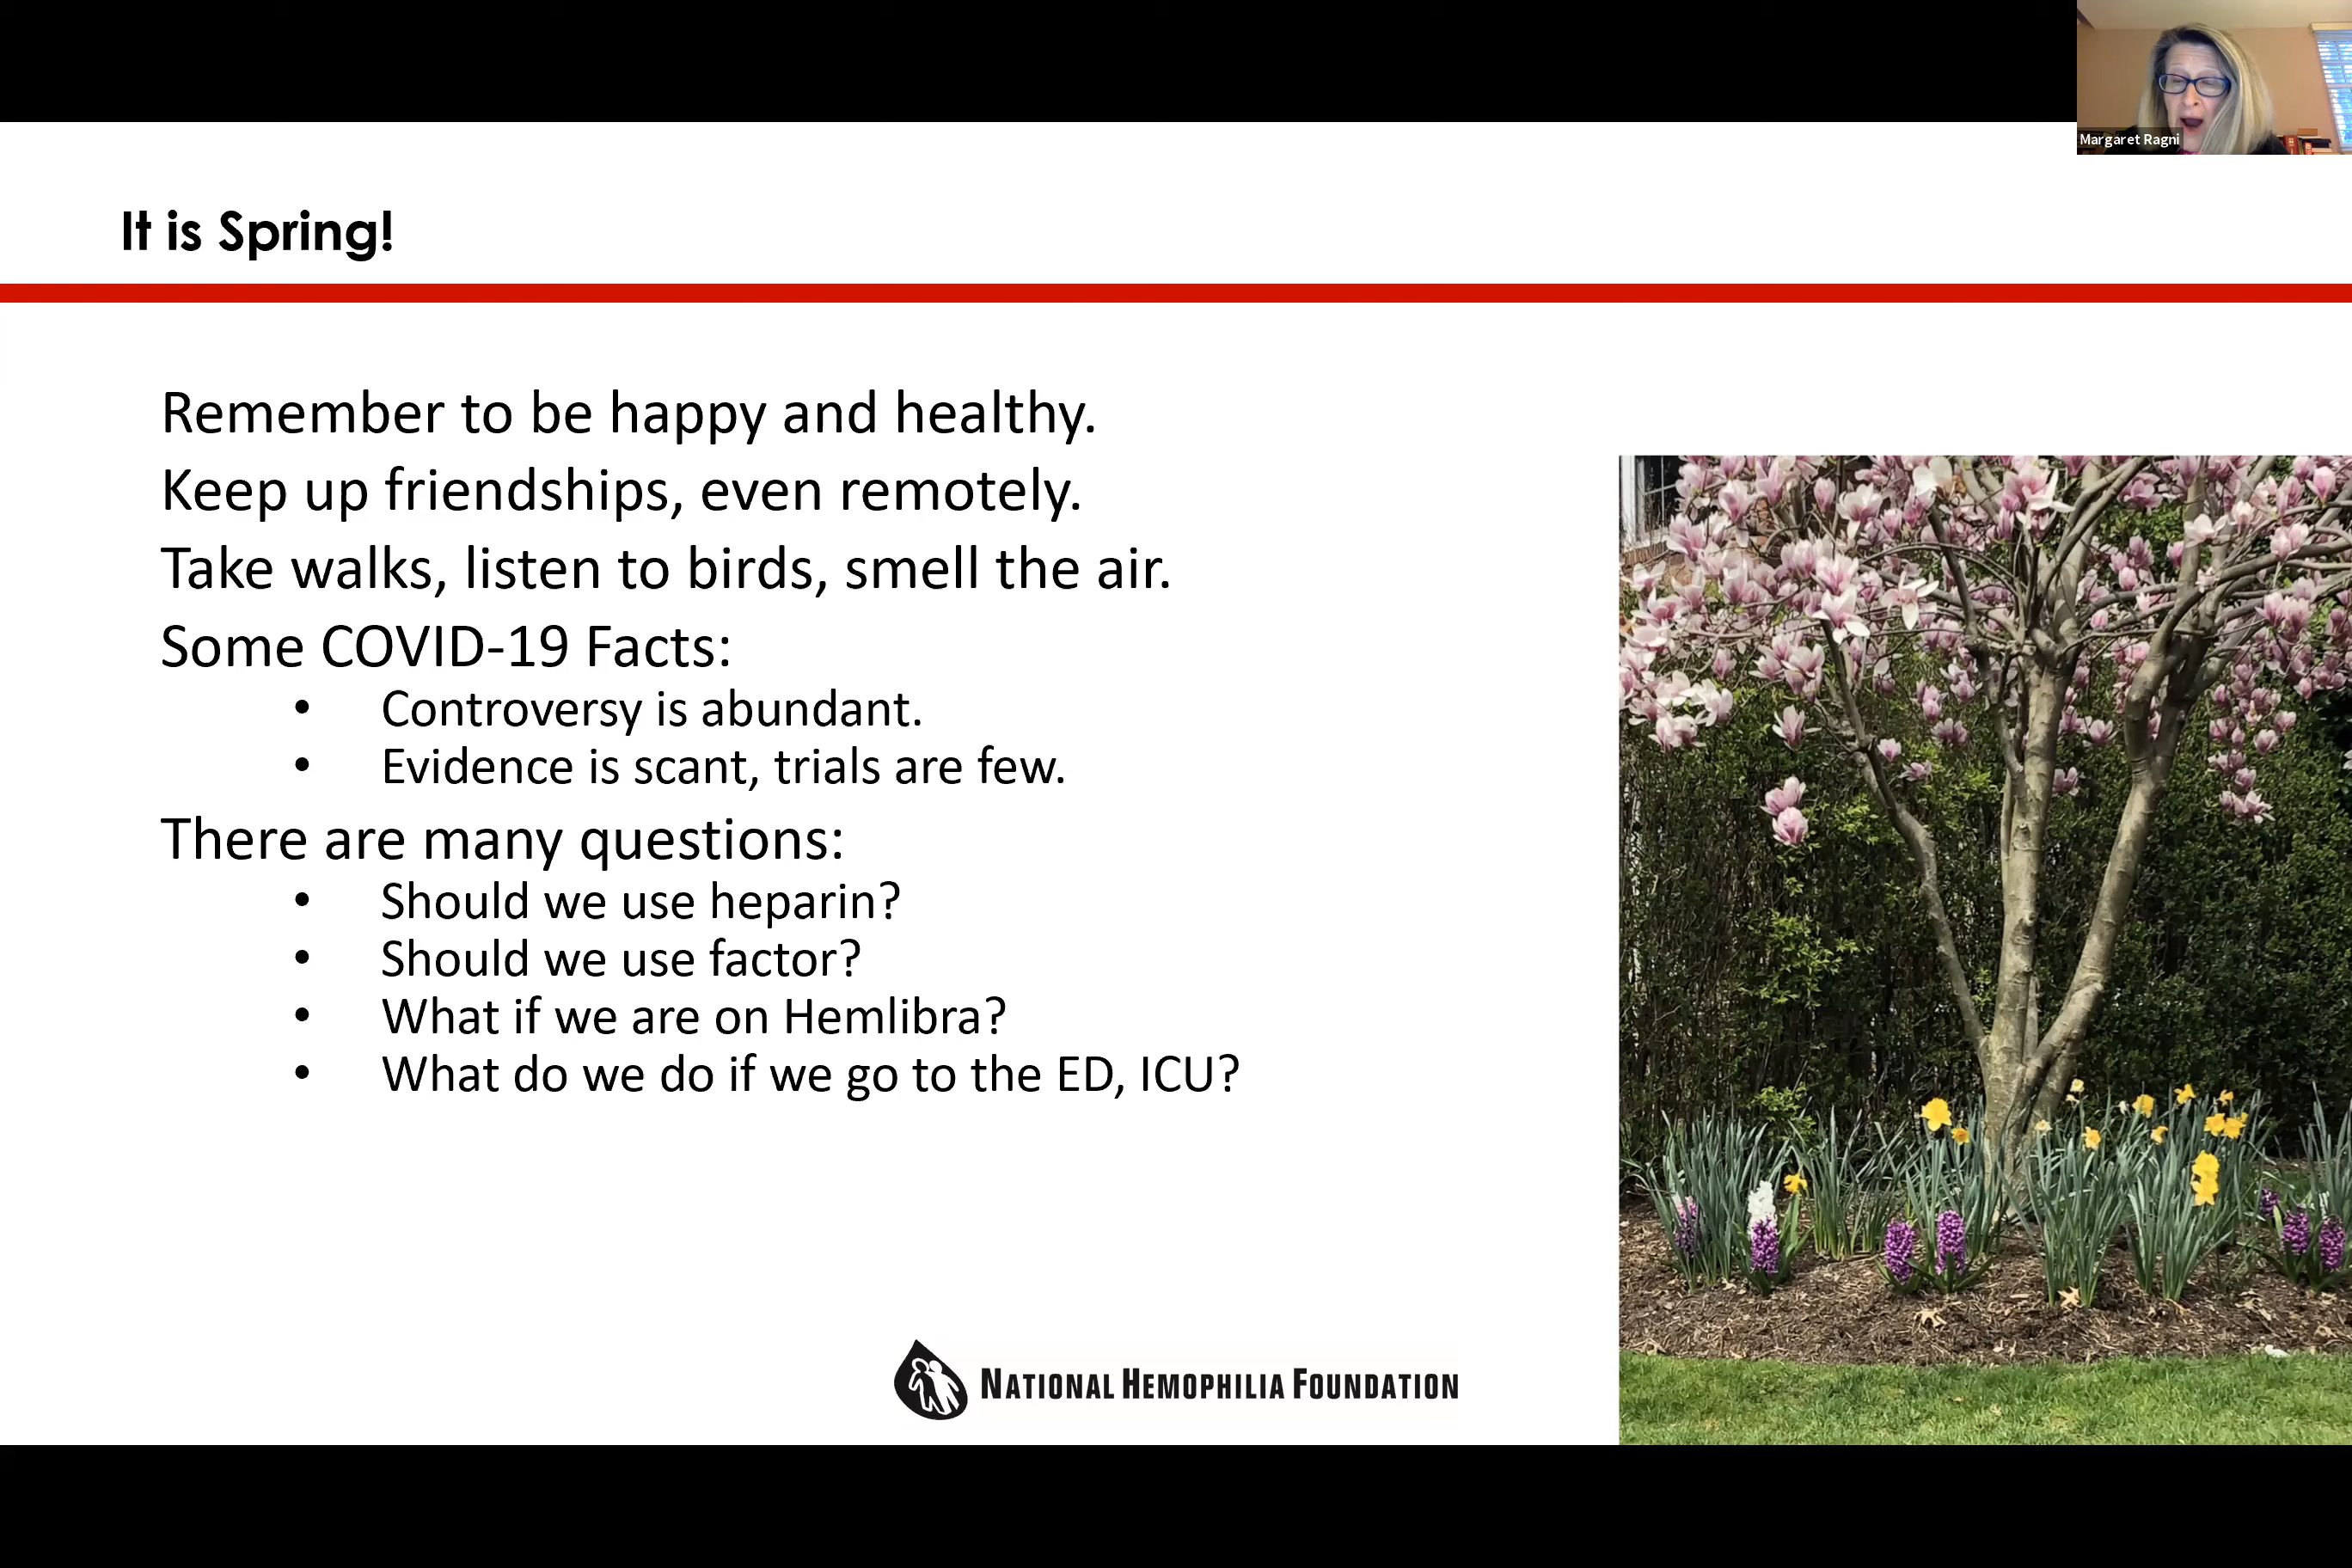 Margaret Ragni
It is Spring!
Remember to be happy and healthy.
Keep up friendships, even remotely.
Take walks, listen to birds, smell the air.
Some COVID-19 Facts:
• Controversy is abundant.
• Evidence is scant, trials are few.
There are many questions:
• Should we use heparin?
• Should we use factor?
• What if we are on Hemlibra?
• What do we do if we go to the ED, ICU?
NATIONAL HEMOPHILIA FOUNDATION